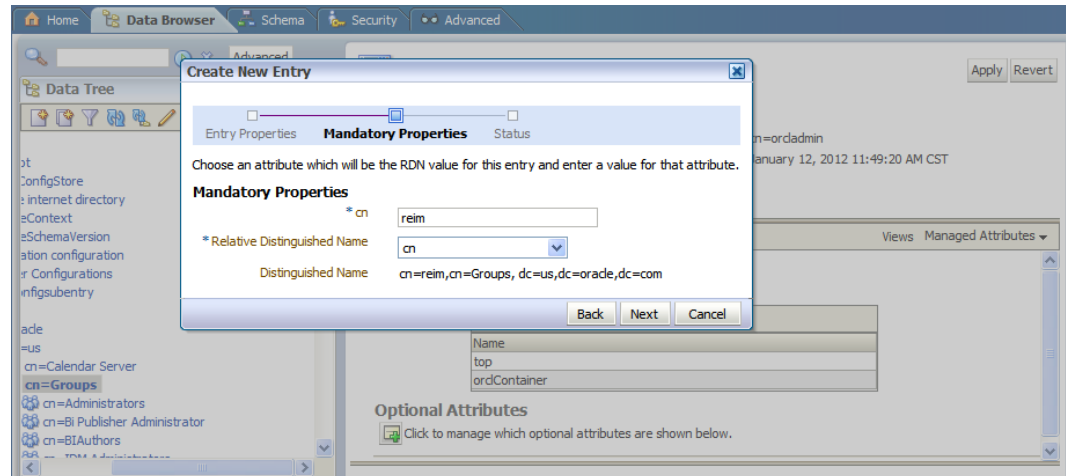 Home Data Browser Schema Security Advanced
Advanced
Data Tree
Apply Revert
Create New Entry
Entry Properties Mandatory Properties Status
Choose an attribute which will be the RDN value for this entry and enter a value for that attribute.
Mandatory Properties
* cn reim
* Relative Distinguished Name cn
Distinguished Name cn=reim,cn=Groups, dc=us,dc=oracle,dc=com
Back Next Cancel
cn=orcladmin
January 12, 2012 11:49:20 AM CST
Views Managed Attributes
ConfigStore
internet directory
eContext
eSchemaVersion
ation configuration
er Configurations
onfigsubentry
acle
=us
cn=Calendar Server
cn=Groups
cn=Administrators
cn=Bi Publisher Administrator
cn=BIAuthors
Name
top
orclContainer
Optional Attributes
Click to manage which optional attributes are shown below.